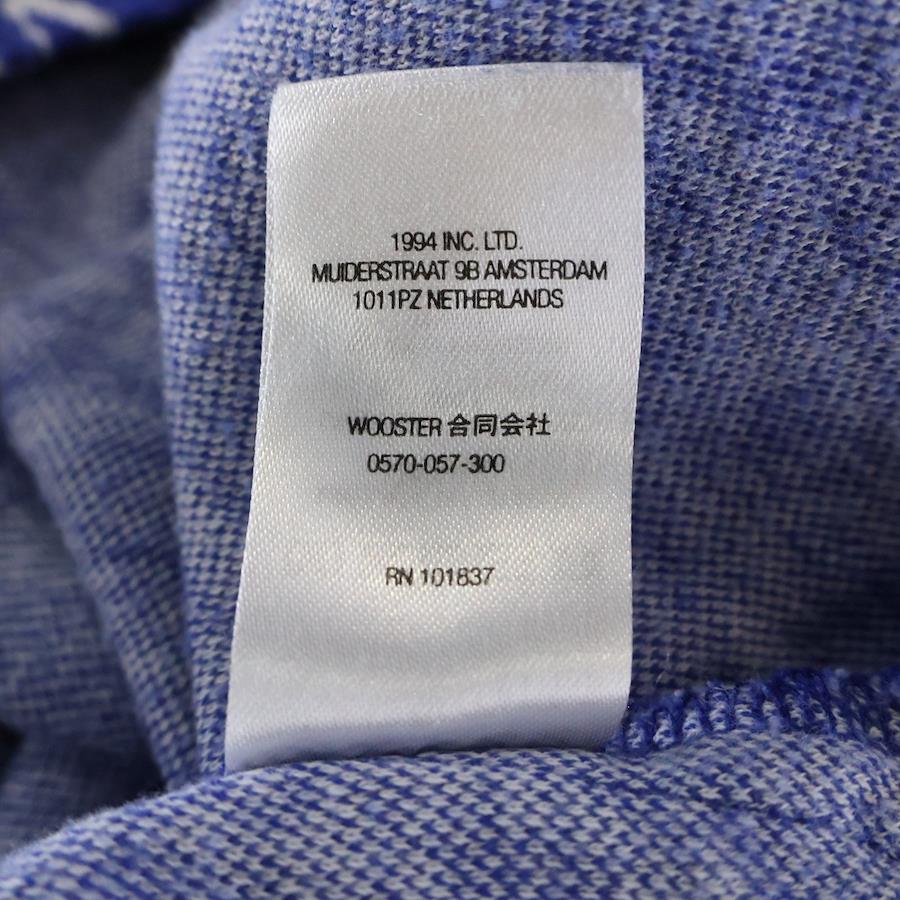 1994 INC. LTD.
MUIDERSTRAAT 9B AMSTERDAM
1011PZ NETHERLANDS
WOOSTER 合同会社
0570-057-300
RN 101837